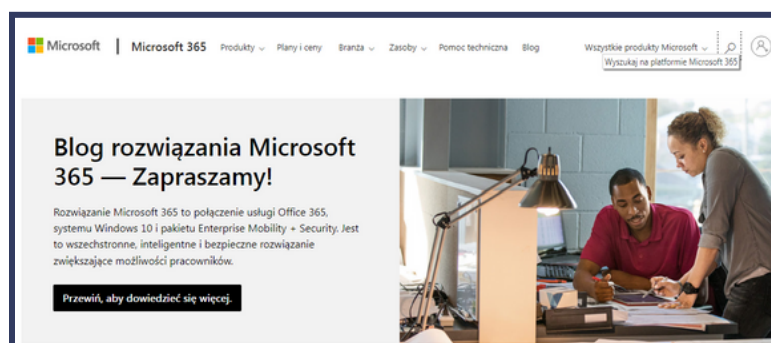 Microsoft | Microsoft 365 Produkty Plany i ceny Branża Zasoby Pomoc techniczna Blog Wszystkie produkty Microsoft
Wyszukaj na platformie Microsoft 365
Blog rozwiązania Microsoft
365 — Zapraszamy!
Rozwiązanie Microsoft 365 to połączenie usługi Office 365,
systemu Windows 10 i pakietu Enterprise Mobility + Security. Jest
to wszechstronne, inteligentne i bezpieczne rozwiązanie
zwiększające możliwości pracowników.
Przewiń, aby dowiedzieć się więcej.